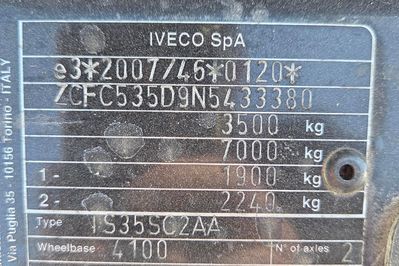 IVECO SpA
e3*2007/46*0120*
ZCFC535D9N5433380
3500 kg
7000 kg
1- 1900 kg
2- 2240 kg
Type IS35SC2AA
Wheelbase 4100 N° of axles 2
Via Puglia 35 - 10156 Torino - ITALY